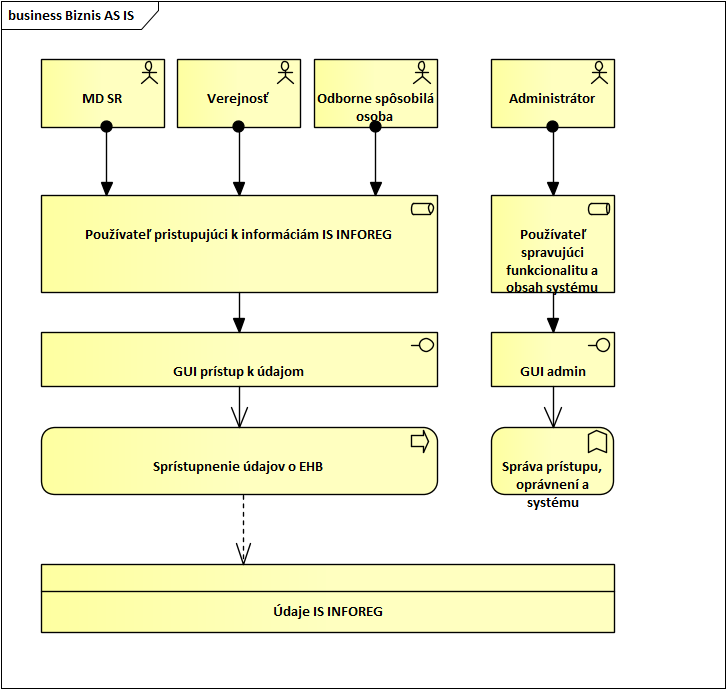 business Biznis AS IS
MD SR
Verejnosť
Odborne spôsobilá
osoba
Administrátor
Používateľ pristupujúci k informáciám IS INFOREG
Používateľ
spravujúci
funkcionalitu a
obsah systému
GUI prístup k údajom
GUI admin
Sprístupnenie údajov o EHB
Správa prístupu,
oprávnení a
systému
Údaje IS INFOREG